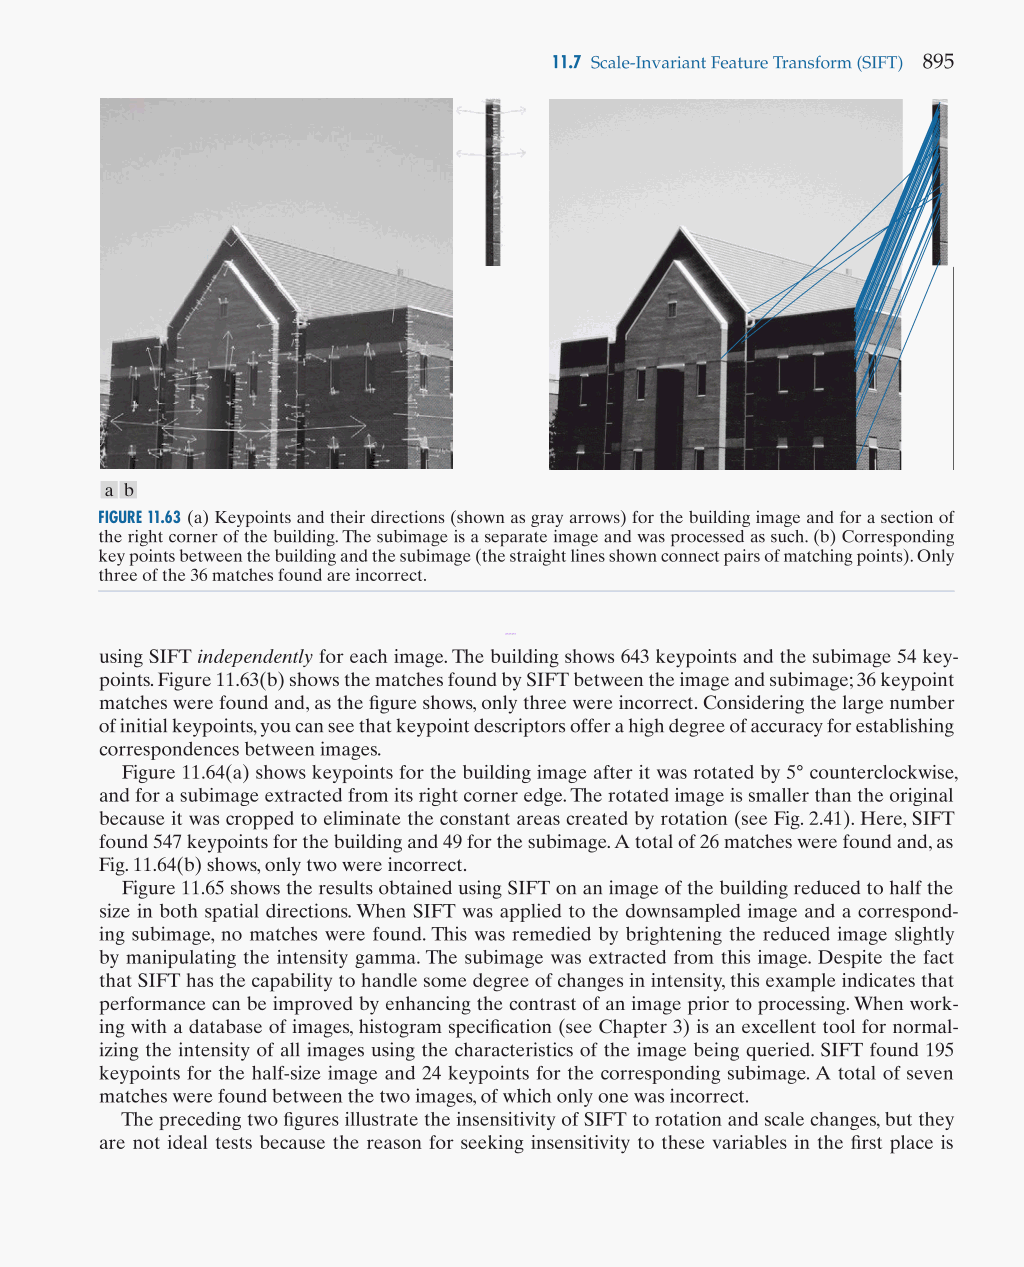 11.7 Scale-Invariant Feature Transform (SIFT) 895
a b
FIGURE 11.63 (a) Keypoints and their directions (shown as gray arrows) for the building image and for a section of
the right corner of the building. The subimage is a separate image and was processed as such. (b) Corresponding
key points between the building and the subimage (the straight lines shown connect pairs of matching points). Only
three of the 36 matches found are incorrect.
using SIFT independently for each image. The building shows 643 keypoints and the subimage 54 key-
points. Figure 11.63(b) shows the matches found by SIFT between the image and subimage; 36 keypoint
matches were found and, as the figure shows, only three were incorrect. Considering the large number
of initial keypoints, you can see that keypoint descriptors offer a high degree of accuracy for establishing
correspondences between images.
Figure 11.64(a) shows keypoints for the building image after it was rotated by 5° counterclockwise,
and for a subimage extracted from its right corner edge. The rotated image is smaller than the original
because it was cropped to eliminate the constant areas created by rotation (see Fig. 2.41). Here, SIFT
found 547 keypoints for the building and 49 for the subimage. A total of 26 matches were found and, as
Fig. 11.64(b) shows, only two were incorrect.
Figure 11.65 shows the results obtained using SIFT on an image of the building reduced to half the
size in both spatial directions. When SIFT was applied to the downsampled image and a correspond-
ing subimage, no matches were found. This was remedied by brightening the reduced image slightly
by manipulating the intensity gamma. The subimage was extracted from this image. Despite the fact
that SIFT has the capability to handle some degree of changes in intensity, this example indicates that
performance can be improved by enhancing the contrast of an image prior to processing. When work-
ing with a database of images, histogram specification (see Chapter 3) is an excellent tool for normal-
izing the intensity of all images using the characteristics of the image being queried. SIFT found 195
keypoints for the half-size image and 24 keypoints for the corresponding subimage. A total of seven
matches were found between the two images, of which only one was incorrect.
The preceding two figures illustrate the insensitivity of SIFT to rotation and scale changes, but they
are not ideal tests because the reason for seeking insensitivity to these variables in the first place is